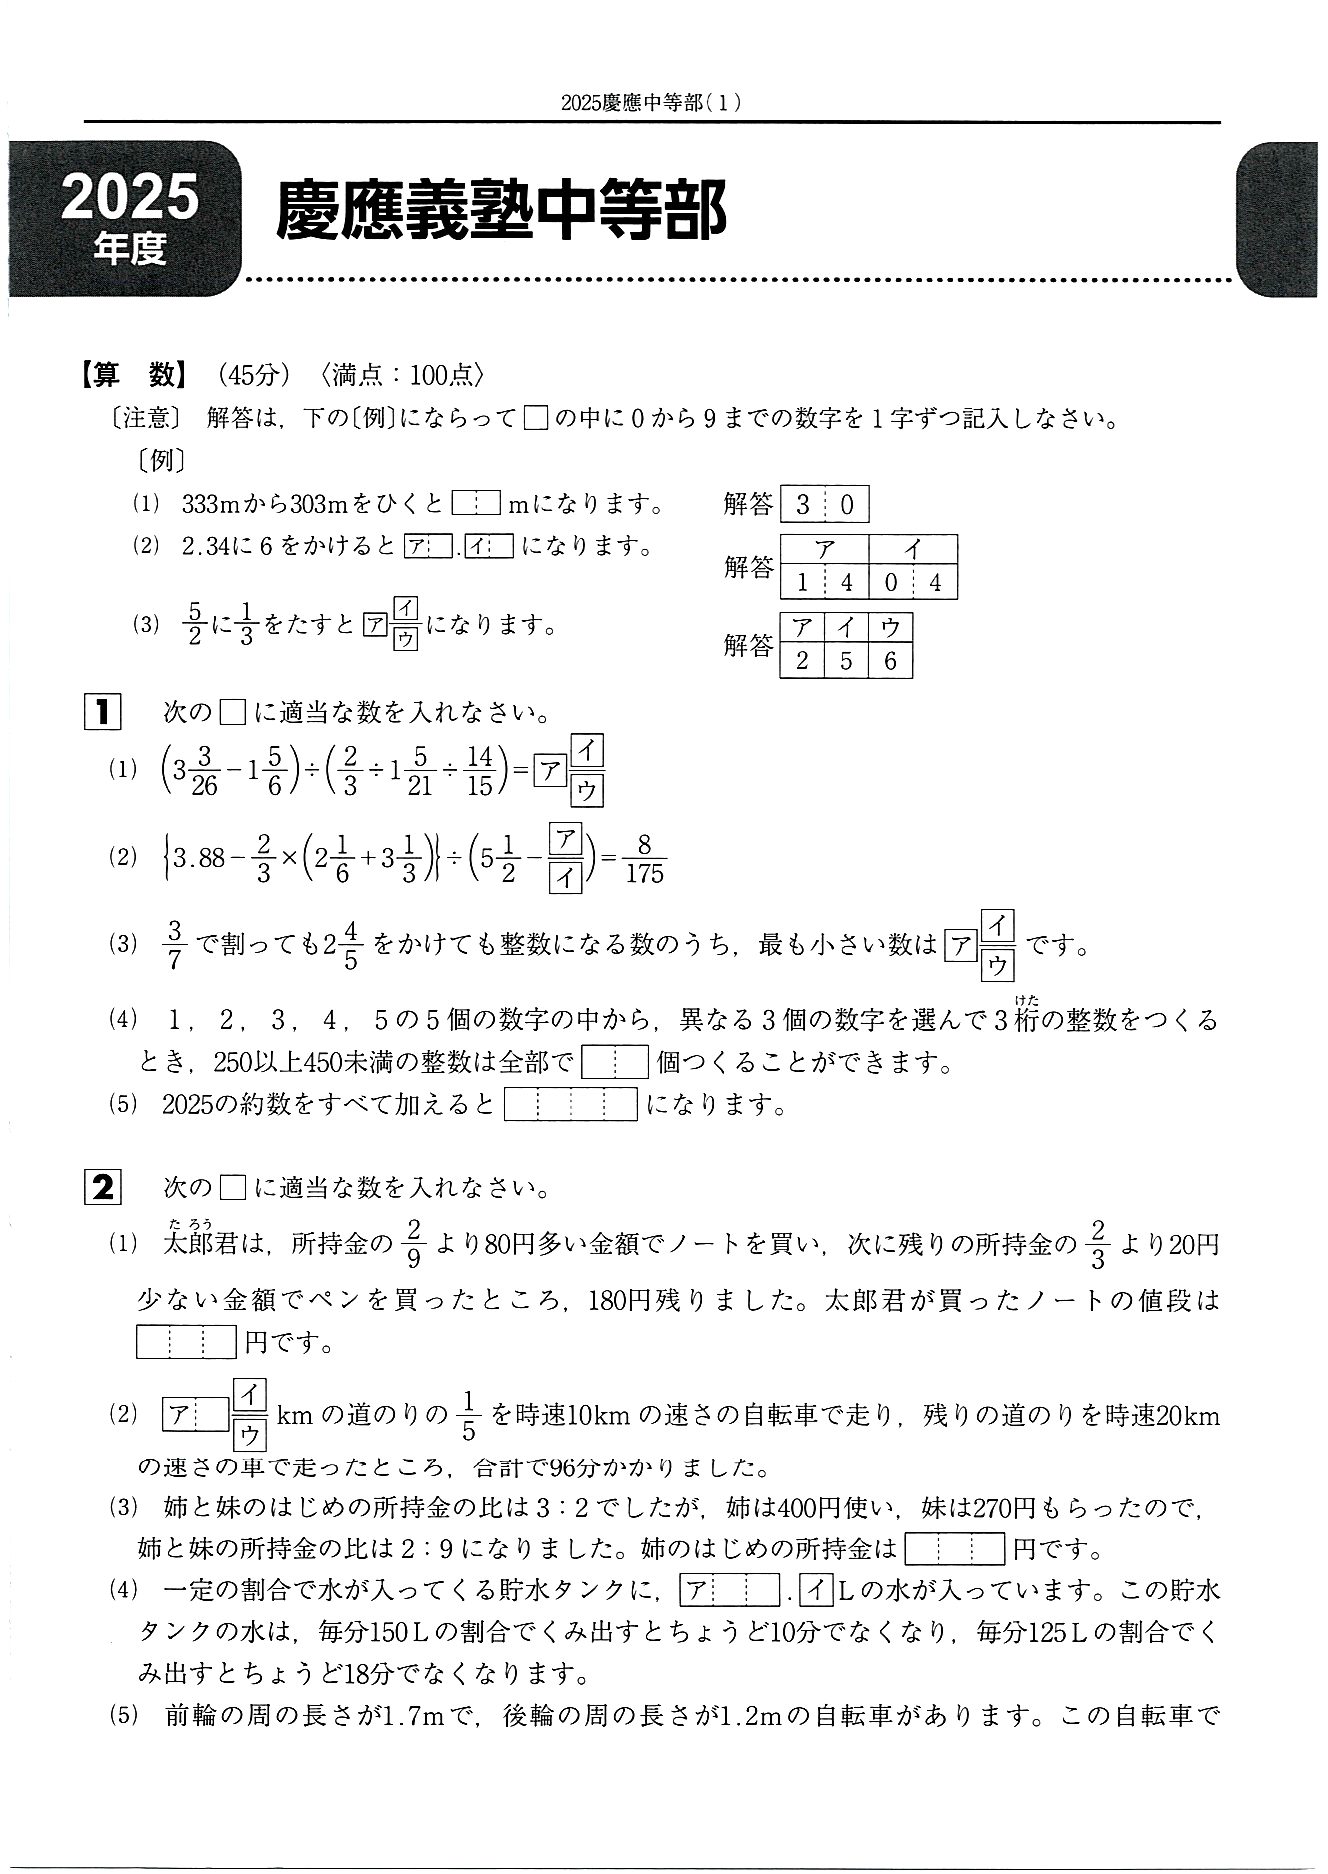 2025慶應中等部(1)
2025
年度
慶應義塾中等部
【算 数】 (45分) 〈満点:100点〉
〔注意〕 解答は,下の〔例〕にならって□の中に0から9までの数字を1字ずつ記入しなさい。
〔例〕
(1) 333mから303mをひくと□□mになります。 解答 3 0
(2) 2.34に6をかけると ア□.イ□ になります。 解答 ア イ 1 4 0 4
(3) 5/2に1/3をたすと ア イ/ウ になります。 解答 ア イ ウ 2 5 6
1 次の□に適当な数を入れなさい。
(1) (3 3/26−1 5/6)÷(2/3÷1 5/21÷14/15)=ア イ/ウ
(2) {3.88−2/3×(2 1/6+3 1/3)}÷(5 1/2−ア/イ)=8/175
(3) 3/7で割っても2 4/5をかけても整数になる数のうち,最も小さい数は ア イ/ウ です。
(4) 1,2,3,4,5の5個の数字の中から,異なる3個の数字を選んで3桁(けた)の整数をつくる
とき,250以上450未満の整数は全部で□□個つくることができます。
(5) 2025の約数をすべて加えると□□□□になります。
2 次の□に適当な数を入れなさい。
(1) 太郎(たろう)君は,所持金の2/9より80円多い金額でノートを買い,次に残りの所持金の2/3より20円
少ない金額でペンを買ったところ,180円残りました。太郎君が買ったノートの値段は
□□□円です。
(2) ア□ イ/ウ kmの道のりの1/5を時速10kmの速さの自転車で走り,残りの道のりを時速20km
の速さの車で走ったところ,合計で96分かかりました。
(3) 姉と妹のはじめの所持金の比は3:2でしたが,姉は400円使い,妹は270円もらったので,
姉と妹の所持金の比は2:9になりました。姉のはじめの所持金は□□□円です。
(4) 一定の割合で水が入ってくる貯水タンクに,ア□□.イLの水が入っています。この貯水
タンクの水は,毎分150Lの割合でくみ出すとちょうど10分でなくなり,毎分125Lの割合でく
み出すとちょうど18分でなくなります。
(5) 前輪の周の長さが1.7mで,後輪の周の長さが1.2mの自転車があります。この自転車で